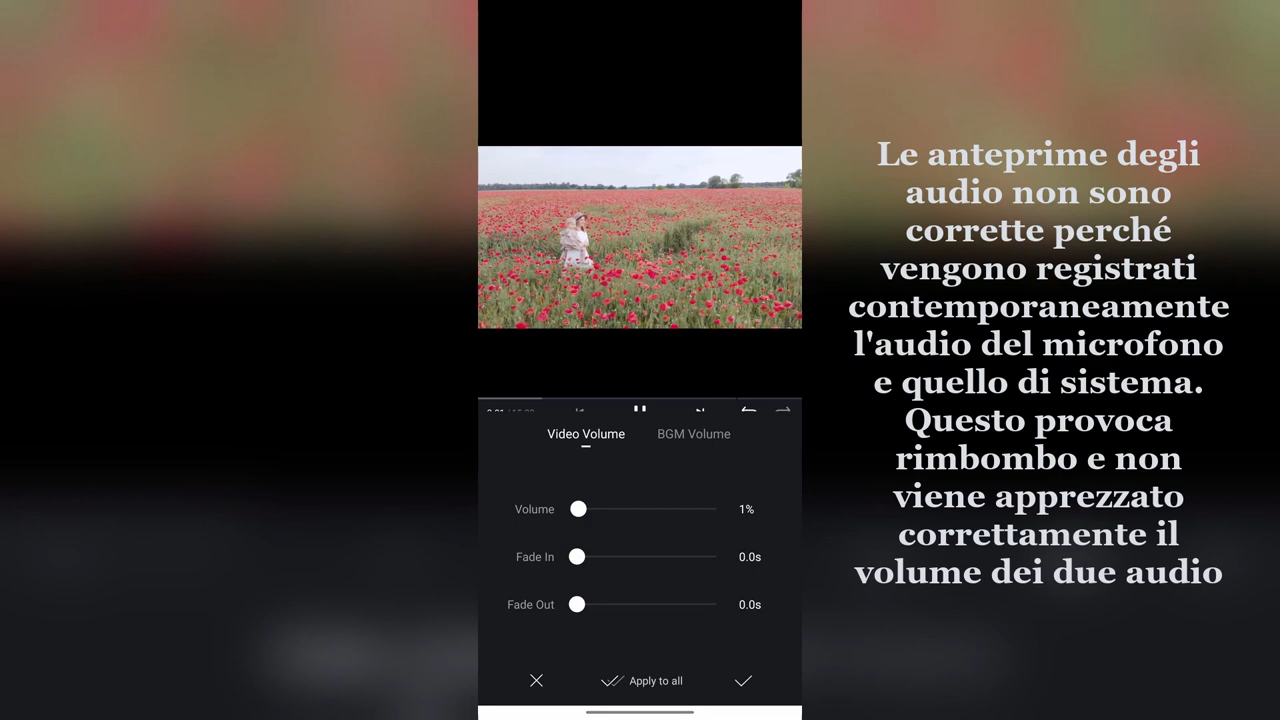 Le anteprime degli
audio non sono
corrette perché
vengono registrati
contemporaneamente
l'audio del microfono
e quello di sistema.
Questo provoca
rimbombo e non
viene apprezzato
correttamente il
volume dei due audio
Video Volume BGM Volume
Volume 1%
Fade In 0.0s
Fade Out 0.0s
Apply to all